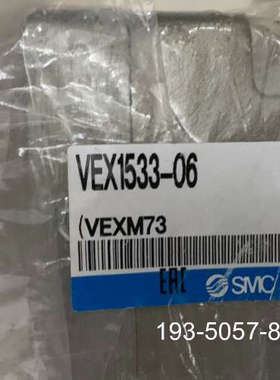 VEX1533-06
(VEXM73
EAC SMC
193-5057-8